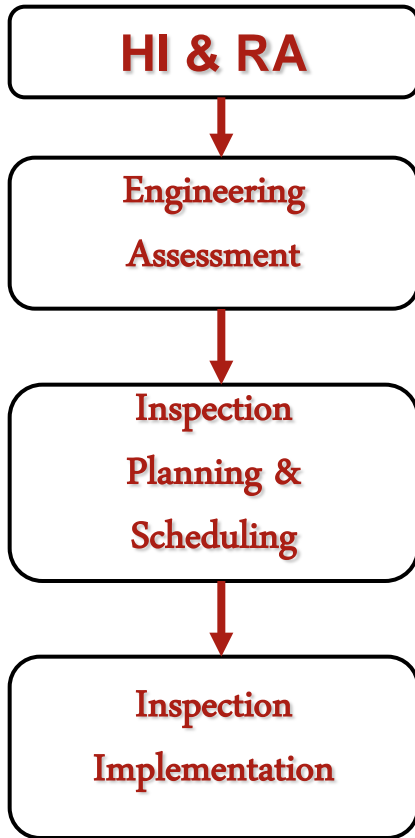 HI & RA
Engineering
Assessment
Inspection
Planning &
Scheduling
Inspection
Implementation